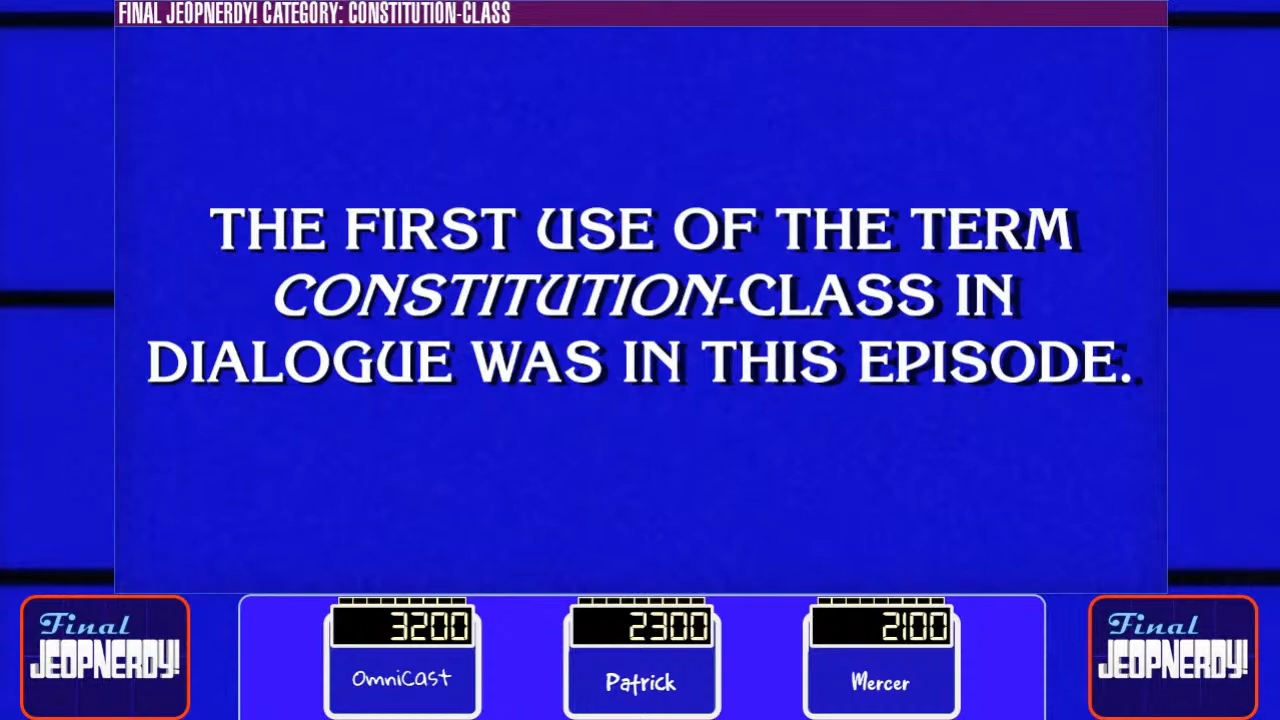 FINAL JEOPNERDY! CATEGORY: CONSTITUTION-CLASS
THE FIRST USE OF THE TERM
CONSTITUTION-CLASS IN
DIALOGUE WAS IN THIS EPISODE.
Final
JEOPNERDY!
3200
OmniCast
2300
Patrick
2100
Mercer
Final
JEOPNERDY!